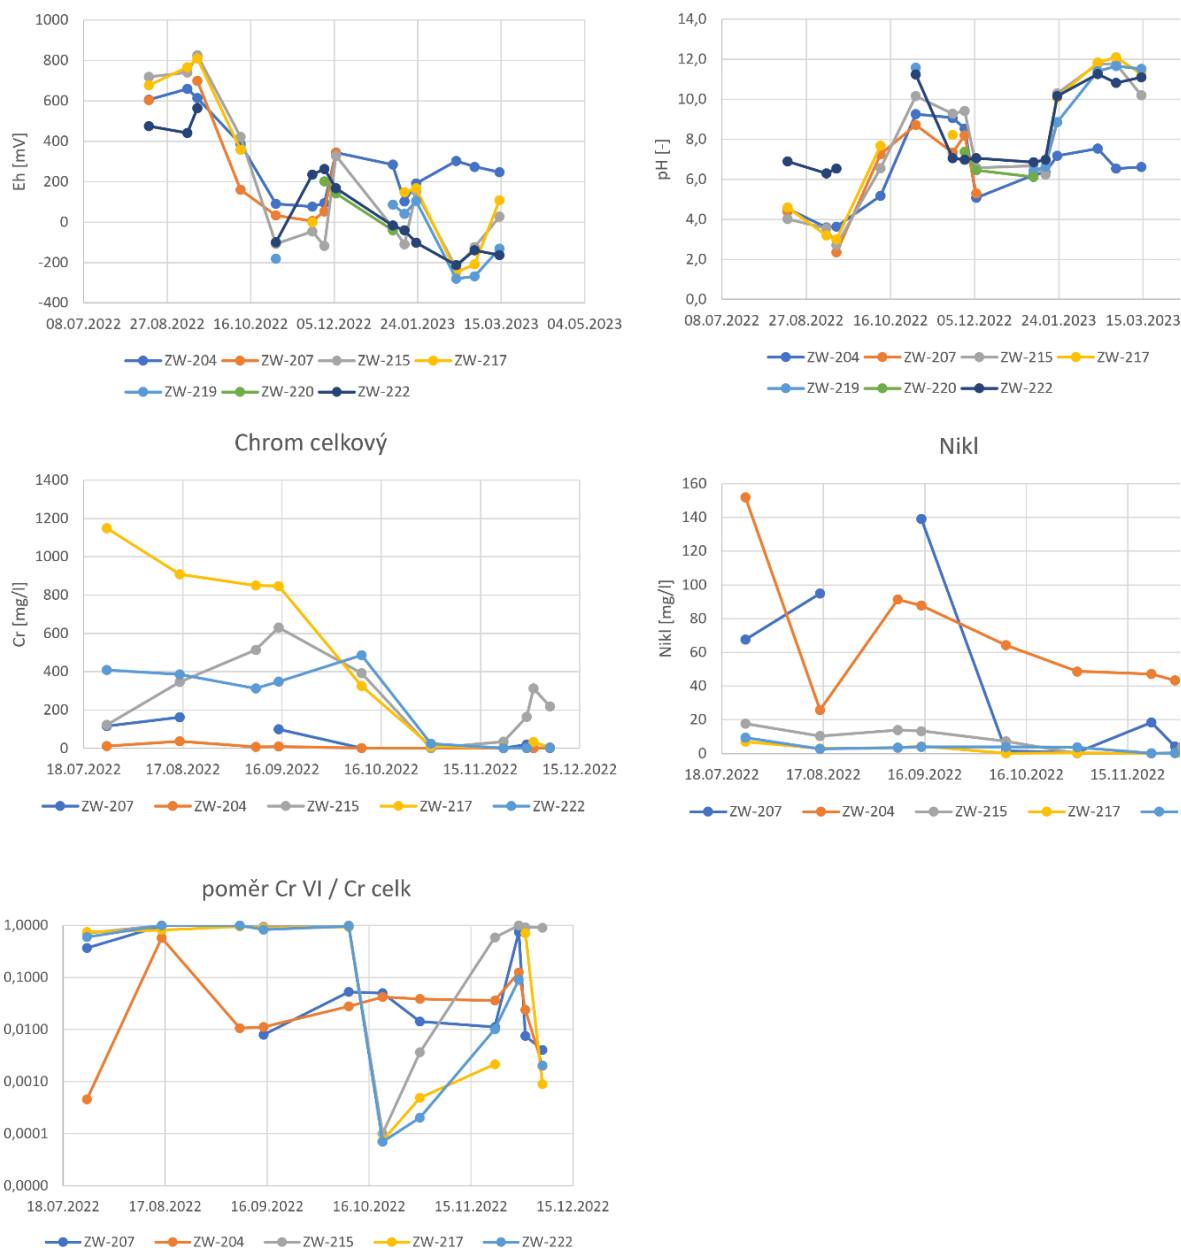 Eh [mV]
1000
800
600
400
200
0
-200
-400
08.07.2022 27.08.2022 16.10.2022 05.12.2022 24.01.2023 15.03.2023 04.05.2023
ZW-204 ZW-207 ZW-215 ZW-217
ZW-219 ZW-220 ZW-222
pH [-]
14,0
12,0
10,0
8,0
6,0
4,0
2,0
0,0
08.07.2022 27.08.2022 16.10.2022 05.12.2022 24.01.2023 15.03.2023
ZW-204 ZW-207 ZW-215 ZW-217
ZW-219 ZW-220 ZW-222
Chrom celkový
Cr [mg/l]
1400
1200
1000
800
600
400
200
0
18.07.2022 17.08.2022 16.09.2022 16.10.2022 15.11.2022 15.12.2022
ZW-207 ZW-204 ZW-215 ZW-217 ZW-222
Nikl
Nikl [mg/l]
160
140
120
100
80
60
40
20
0
18.07.2022 17.08.2022 16.09.2022 16.10.2022 15.11.2022
ZW-207 ZW-204 ZW-215 ZW-217
poměr Cr VI / Cr celk
1,0000
0,1000
0,0100
0,0010
0,0001
0,0000
18.07.2022 17.08.2022 16.09.2022 16.10.2022 15.11.2022 15.12.2022
ZW-207 ZW-204 ZW-215 ZW-217 ZW-222